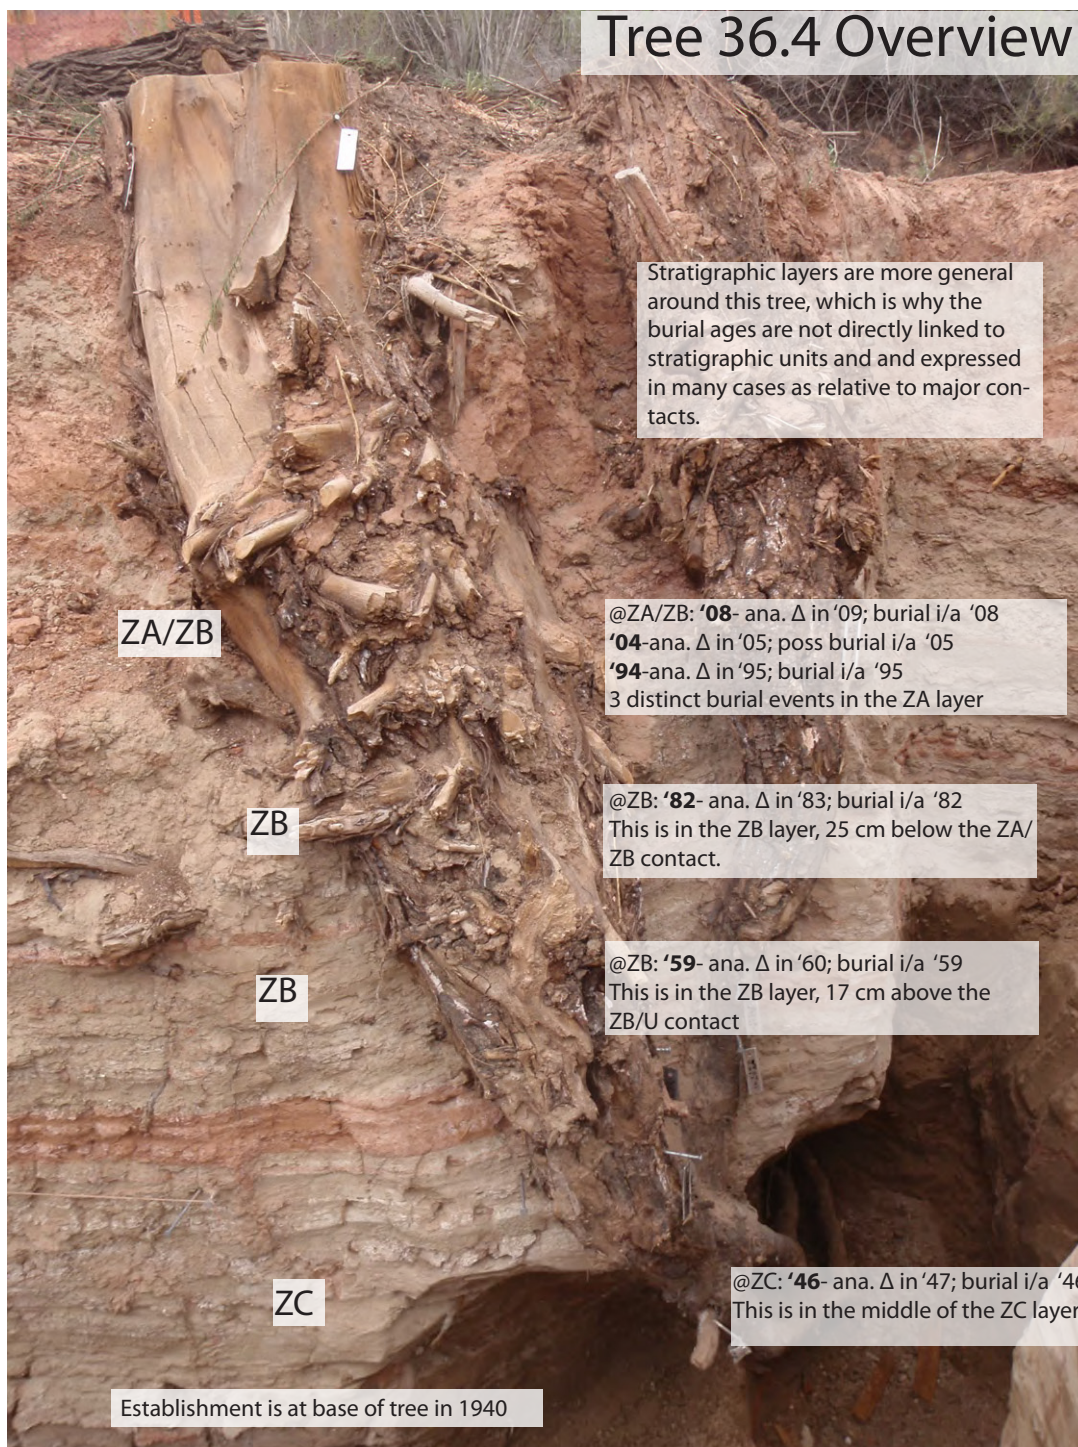 Tree 36.4 Overview
Stratigraphic layers are more general
around this tree, which is why the
burial ages are not directly linked to
stratigraphic units and and expressed
in many cases as relative to major con-
tacts.
ZA/ZB
@ZA/ZB: ‘08- ana. Δ in ‘09; burial i/a ‘08
‘04-ana. Δ in ‘05; poss burial i/a ‘05
‘94-ana. Δ in ‘95; burial i/a ‘95
3 distinct burial events in the ZA layer
ZB
@ZB: ‘82- ana. Δ in ‘83; burial i/a ‘82
This is in the ZB layer, 25 cm below the ZA/
ZB contact.
ZB
@ZB: ‘59- ana. Δ in ‘60; burial i/a ‘59
This is in the ZB layer, 17 cm above the
ZB/U contact
ZC
@ZC: ‘46- ana. Δ in ‘47; burial i/a
This is in the middle of the ZC layer
Establishment is at base of tree in 1940